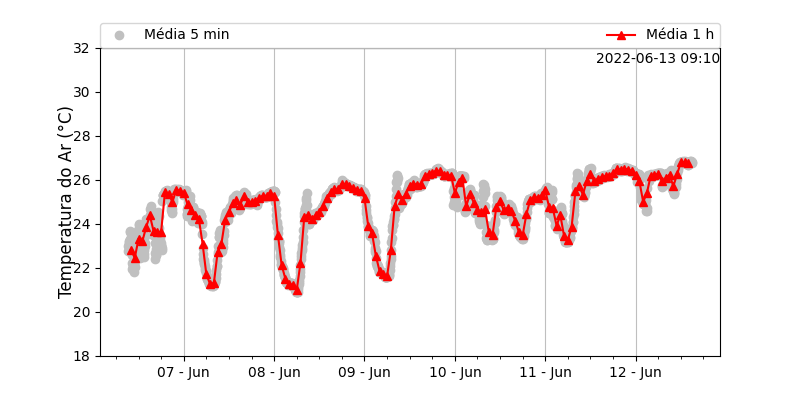 Média 5 min
Média 1 h
2022-06-13 09:10
Temperatura do Ar (°C)
32
30
28
26
24
22
20
18
07 - Jun
08 - Jun
09 - Jun
10 - Jun
11 - Jun
12 - Jun